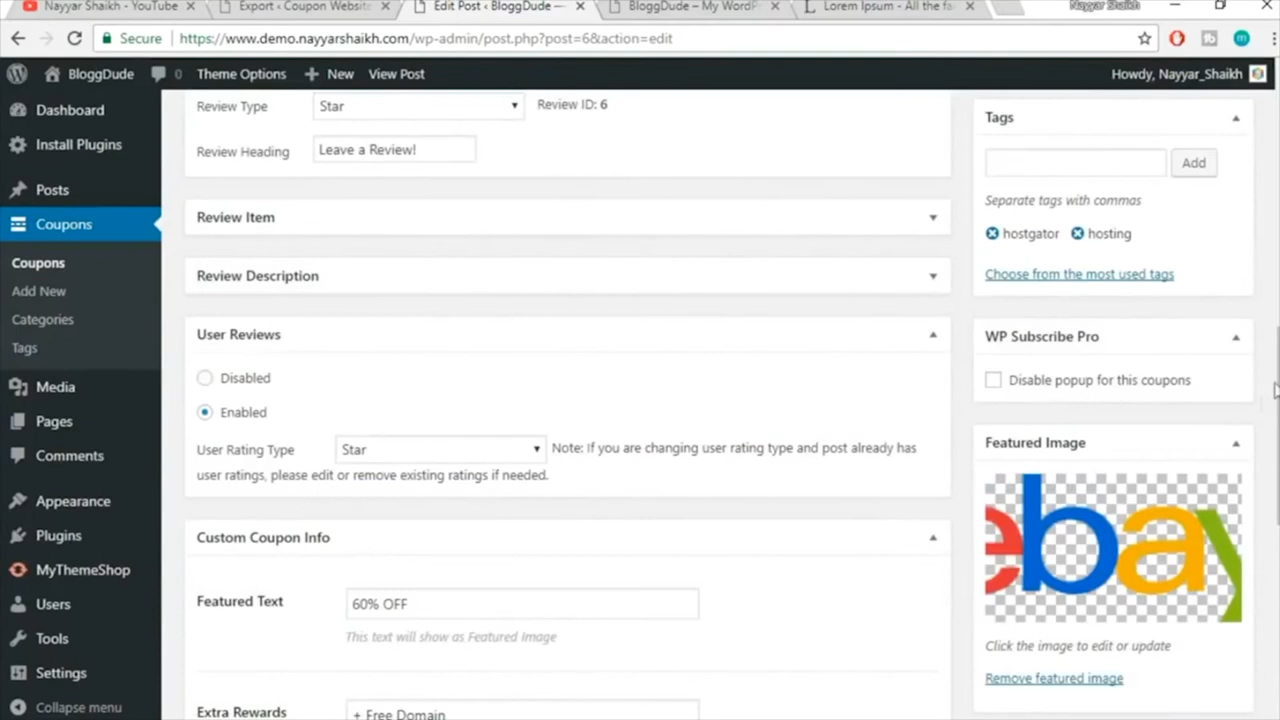 Nayyar Shaikh - YouTube
Export ‹ Coupon Website
Edit Post ‹ BloggDude —
BloggDude – My WordP
Lorem Ipsum - All the fa
Nayyar Shaikh
Secure
https://www.demo.nayyarshaikh.com/wp-admin/post.php?post=6&action=edit
BloggDude
0
Theme Options
New
View Post
Howdy, Nayyar_Shaikh
Dashboard
Install Plugins
Posts
Coupons
Coupons
Add New
Categories
Tags
Media
Pages
Comments
Appearance
Plugins
MyThemeShop
Users
Tools
Settings
Collapse menu
Review Type
Star
Review ID: 6
Review Heading
Leave a Review!
Review Item
Review Description
User Reviews
Disabled
Enabled
User Rating Type
Star
Note: If you are changing user rating type and post already has
user ratings, please edit or remove existing ratings if needed.
Custom Coupon Info
Featured Text
60% OFF
This text will show as Featured Image
Extra Rewards
+ Free Domain
Tags
Add
Separate tags with commas
hostgator
hosting
Choose from the most used tags
WP Subscribe Pro
Disable popup for this coupons
Featured Image
ebay
Click the image to edit or update
Remove featured image